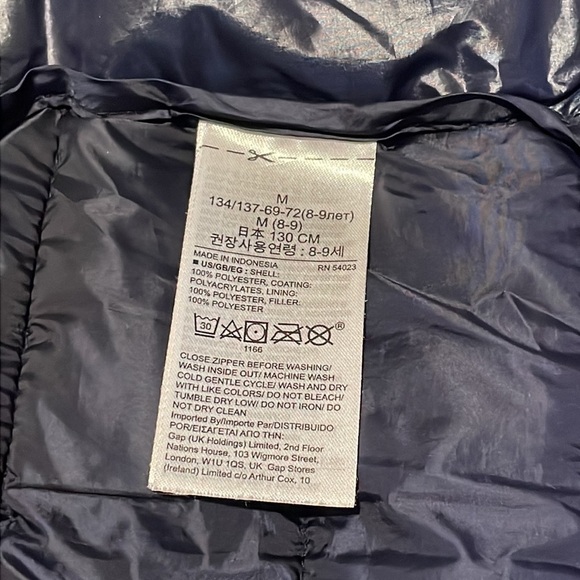 M
134/137-69-72(8-9лет)
M (8-9)
日本 130 CM
권장사용연령 : 8-9세
MADE IN INDONESIA RN 54023
■ US/GB/EG : SHELL:
100% POLYESTER, COATING:
POLYACRYLATES, LINING:
100% POLYESTER, FILLER:
100% POLYESTER
30 ®
1166
CLOSE ZIPPER BEFORE WASHING/
WASH INSIDE OUT/ MACHINE WASH
COLD GENTLE CYCLE/ WASH AND DRY
WITH LIKE COLORS/ DO NOT BLEACH/
TUMBLE DRY LOW/ DO NOT IRON/ DO
NOT DRY CLEAN
Imported By/Importe Par/DISTRIBUIDO
POR/ΕΙΣΑΓΕΤΑΙ ΑΠΟ ΤΗΝ:
Gap (UK Holdings) Limited, 2nd Floor
Nations House, 103 Wigmore Street,
London, W1U 1QS, UK Gap Stores
(Ireland) Limited c/o Arthur Cox, 10